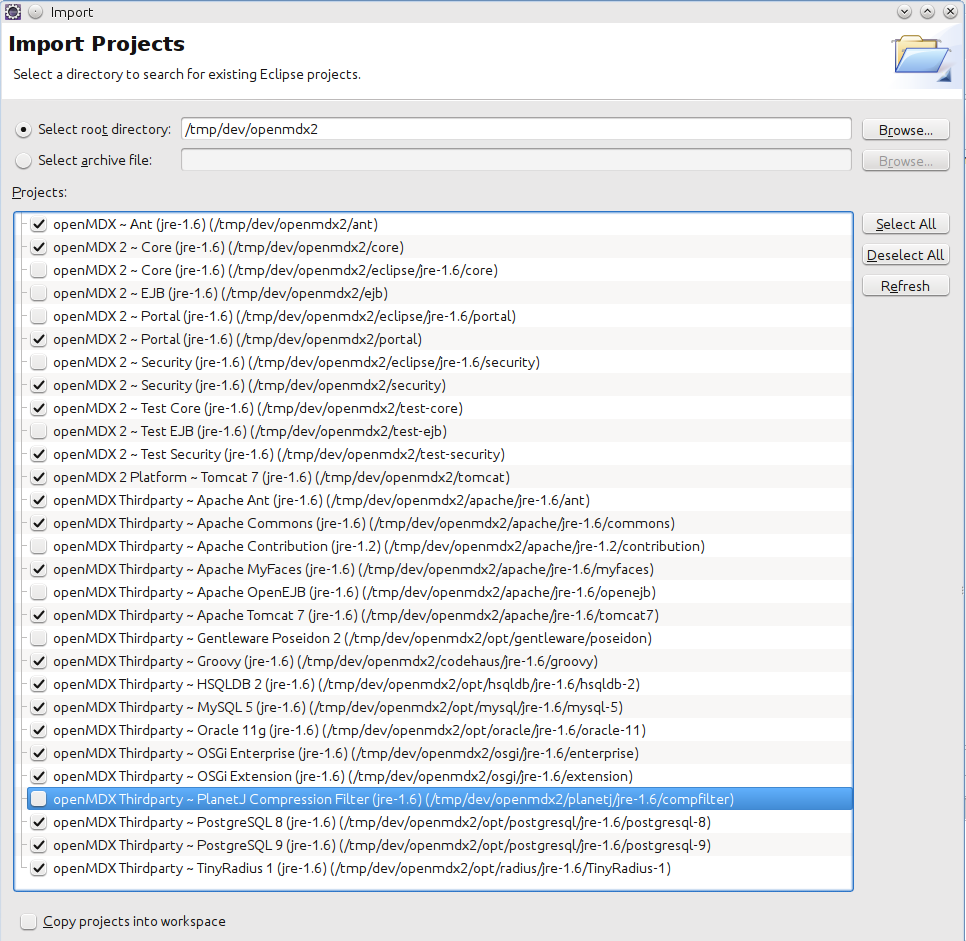 Import
Import Projects
Select a directory to search for existing Eclipse projects.
Select root directory: /tmp/dev/openmdx2 Browse...
Select archive file: Browse...
Projects:
openMDX ~ Ant (jre-1.6) (/tmp/dev/openmdx2/ant)
openMDX 2 ~ Core (jre-1.6) (/tmp/dev/openmdx2/core)
openMDX 2 ~ Core (jre-1.6) (/tmp/dev/openmdx2/eclipse/jre-1.6/core)
openMDX 2 ~ EJB (jre-1.6) (/tmp/dev/openmdx2/ejb)
openMDX 2 ~ Portal (jre-1.6) (/tmp/dev/openmdx2/eclipse/jre-1.6/portal)
openMDX 2 ~ Portal (jre-1.6) (/tmp/dev/openmdx2/portal)
openMDX 2 ~ Security (jre-1.6) (/tmp/dev/openmdx2/eclipse/jre-1.6/security)
openMDX 2 ~ Security (jre-1.6) (/tmp/dev/openmdx2/security)
openMDX 2 ~ Test Core (jre-1.6) (/tmp/dev/openmdx2/test-core)
openMDX 2 ~ Test EJB (jre-1.6) (/tmp/dev/openmdx2/test-ejb)
openMDX 2 ~ Test Security (jre-1.6) (/tmp/dev/openmdx2/test-security)
openMDX 2 Platform ~ Tomcat 7 (jre-1.6) (/tmp/dev/openmdx2/tomcat)
openMDX Thirdparty ~ Apache Ant (jre-1.6) (/tmp/dev/openmdx2/apache/jre-1.6/ant)
openMDX Thirdparty ~ Apache Commons (jre-1.6) (/tmp/dev/openmdx2/apache/jre-1.6/commons)
openMDX Thirdparty ~ Apache Contribution (jre-1.2) (/tmp/dev/openmdx2/apache/jre-1.2/contribution)
openMDX Thirdparty ~ Apache MyFaces (jre-1.6) (/tmp/dev/openmdx2/apache/jre-1.6/myfaces)
openMDX Thirdparty ~ Apache OpenEJB (jre-1.6) (/tmp/dev/openmdx2/apache/jre-1.6/openejb)
openMDX Thirdparty ~ Apache Tomcat 7 (jre-1.6) (/tmp/dev/openmdx2/apache/jre-1.6/tomcat7)
openMDX Thirdparty ~ Gentleware Poseidon 2 (/tmp/dev/openmdx2/opt/gentleware/poseidon)
openMDX Thirdparty ~ Groovy (jre-1.6) (/tmp/dev/openmdx2/codehaus/jre-1.6/groovy)
openMDX Thirdparty ~ HSQLDB 2 (jre-1.6) (/tmp/dev/openmdx2/opt/hsqldb/jre-1.6/hsqldb-2)
openMDX Thirdparty ~ MySQL 5 (jre-1.6) (/tmp/dev/openmdx2/opt/mysql/jre-1.6/mysql-5)
openMDX Thirdparty ~ Oracle 11g (jre-1.6) (/tmp/dev/openmdx2/opt/oracle/jre-1.6/oracle-11)
openMDX Thirdparty ~ OSGi Enterprise (jre-1.6) (/tmp/dev/openmdx2/osgi/jre-1.6/enterprise)
openMDX Thirdparty ~ OSGi Extension (jre-1.6) (/tmp/dev/openmdx2/osgi/jre-1.6/extension)
openMDX Thirdparty ~ PlanetJ Compression Filter (jre-1.6) (/tmp/dev/openmdx2/planetj/jre-1.6/compfilter)
openMDX Thirdparty ~ PostgreSQL 8 (jre-1.6) (/tmp/dev/openmdx2/opt/postgresql/jre-1.6/postgresql-8)
openMDX Thirdparty ~ PostgreSQL 9 (jre-1.6) (/tmp/dev/openmdx2/opt/postgresql/jre-1.6/postgresql-9)
openMDX Thirdparty ~ TinyRadius 1 (jre-1.6) (/tmp/dev/openmdx2/opt/radius/jre-1.6/TinyRadius-1)
Select All
Deselect All
Refresh
Copy projects into workspace